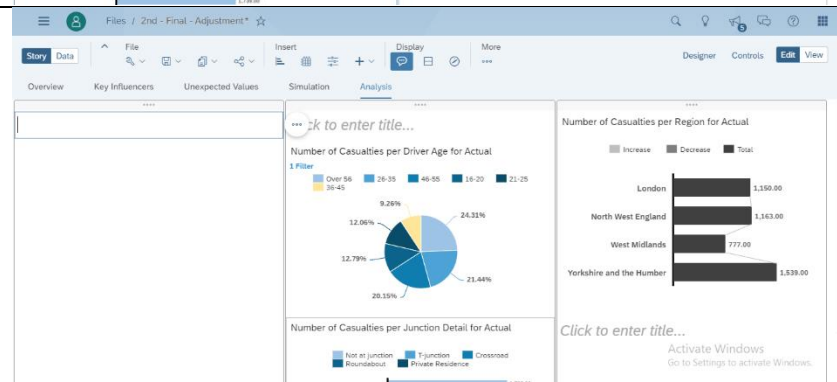 Files / 2nd - Final - Adjustment* ☆
5
Story Data
File
Insert
Display
More
Designer Controls Edit View
Overview Key Influencers Unexpected Values Simulation Analysis
ck to enter title...
Number of Casualties per Driver Age for Actual
1 Filter
Over 56 26-35 46-55 16-20 21-25
36-45
9.26%
24.31%
12.06%
12.79%
21.44%
20.15%
Number of Casualties per Junction Detail for Actual
Not at junction T-junction Crossroad
Roundabout Private Residence
Number of Casualties per Region for Actual
Increase Decrease Total
London 1,150.00
North West England 1,163.00
West Midlands 777.00
Yorkshire and the Humber 1,539.00
Click to enter title...
Activate Windows
Go to Settings to activate Windows.